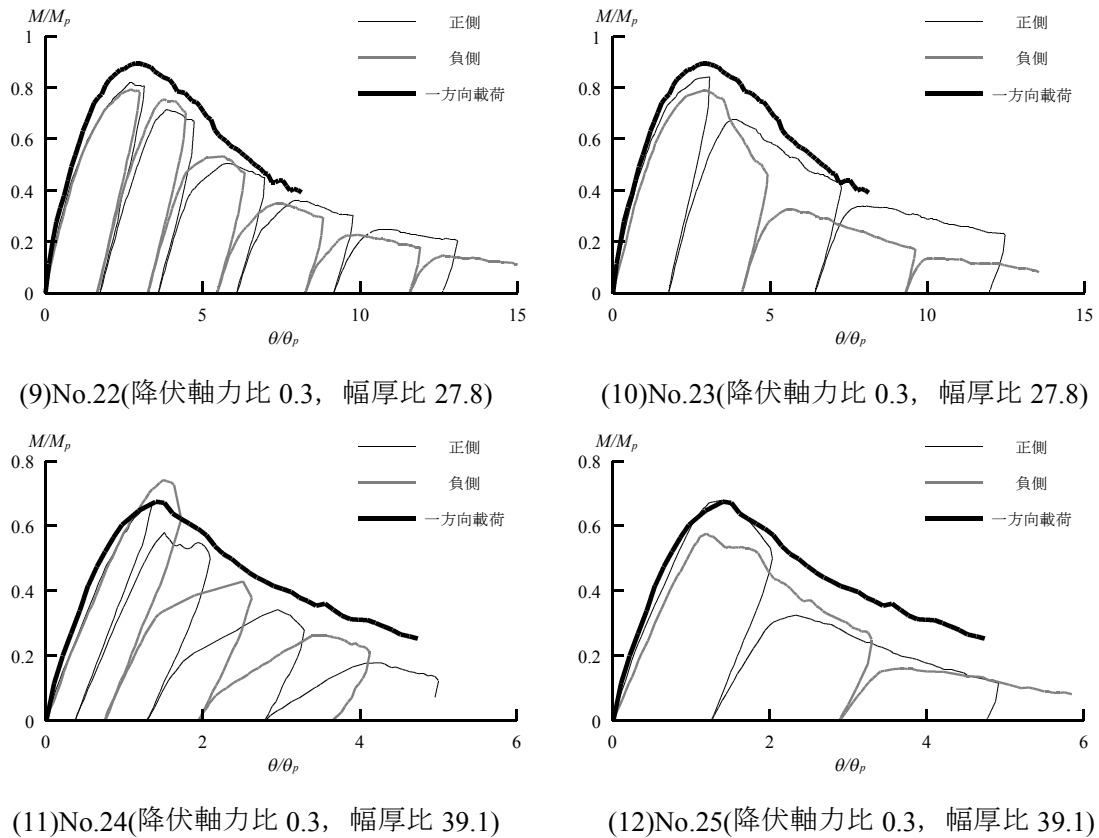 M/Mp
正側
負側
一方向載荷
1
0.8
0.6
0.4
0.2
0
0 5 10 15
θ/θp
(9)No.22(降伏軸力比 0.3, 幅厚比 27.8)
M/Mp
正側
負側
一方向載荷
1
0.8
0.6
0.4
0.2
0
0 5 10 15
θ/θp
(10)No.23(降伏軸力比 0.3, 幅厚比 27.8)
M/Mp
正側
負側
一方向載荷
0.8
0.6
0.4
0.2
0
0 2 4 6
θ/θp
(11)No.24(降伏軸力比 0.3, 幅厚比 39.1)
M/Mp
正側
負側
一方向載荷
0.8
0.6
0.4
0.2
0
0 2 4 6
θ/θp
(12)No.25(降伏軸力比 0.3, 幅厚比 39.1)